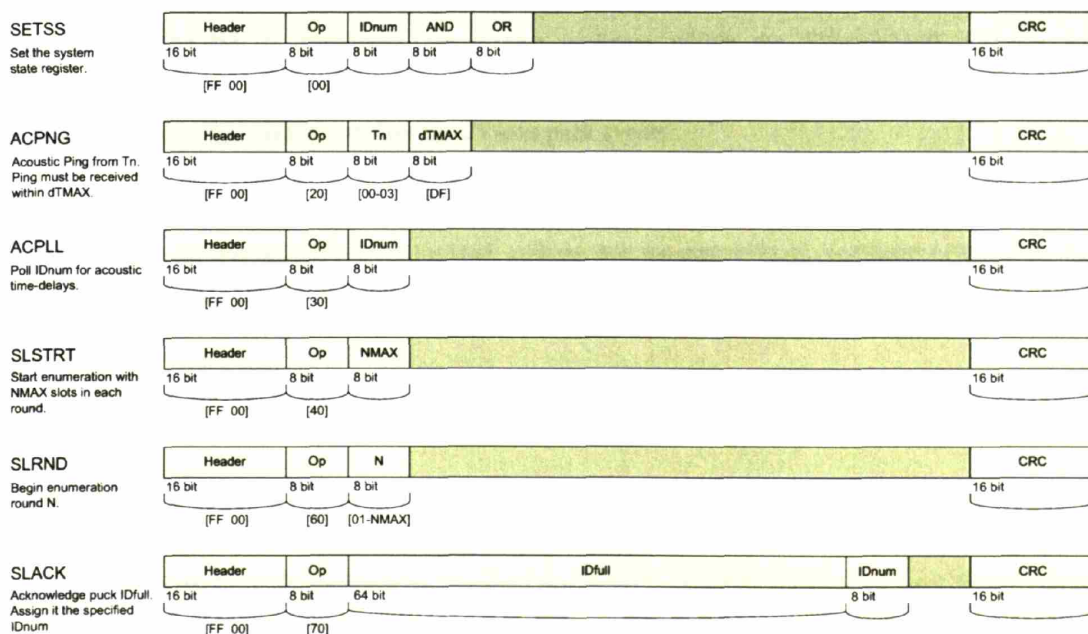 SETSS
Set the system
state register.
Header Op IDnum AND OR CRC
16 bit 8 bit 8 bit 8 bit 8 bit 16 bit
[FF 00] [00]
ACPNG
Acoustic Ping from Tn.
Ping must be received
within dTMAX.
Header Op Tn dTMAX CRC
16 bit 8 bit 8 bit 8 bit 16 bit
[FF 00] [20] [00-03] [DF]
ACPLL
Poll IDnum for acoustic
time-delays.
Header Op IDnum CRC
16 bit 8 bit 8 bit 16 bit
[FF 00] [30]
SLSTRT
Start enumeration with
NMAX slots in each
round.
Header Op NMAX CRC
16 bit 8 bit 8 bit 16 bit
[FF 00] [40]
SLRND
Begin enumeration
round N.
Header Op N CRC
16 bit 8 bit 8 bit 16 bit
[FF 00] [60] [01-NMAX]
SLACK
Acknowledge puck IDfull.
Assign it the specified
IDnum
Header Op IDfull IDnum CRC
16 bit 8 bit 64 bit 8 bit 16 bit
[FF 00] [70]